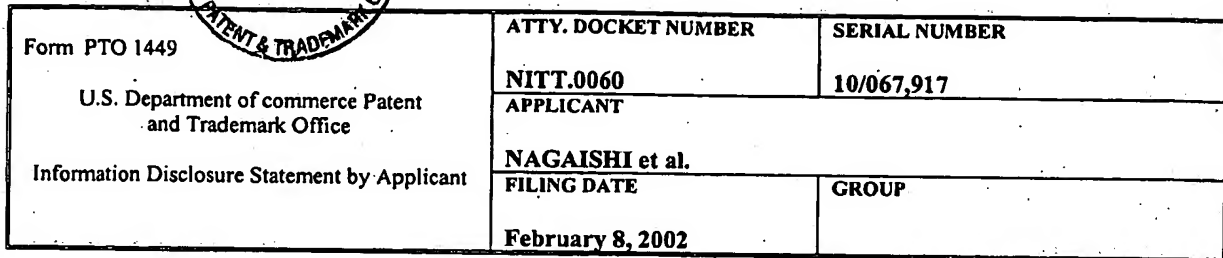 PATENT & TRADEMARK
Form PTO 1449
U.S. Department of commerce Patent
and Trademark Office
Information Disclosure Statement by Applicant
ATTY. DOCKET NUMBER
NITT.0060
SERIAL NUMBER
10/067,917
APPLICANT
NAGAISHI et al.
FILING DATE
February 8, 2002
GROUP